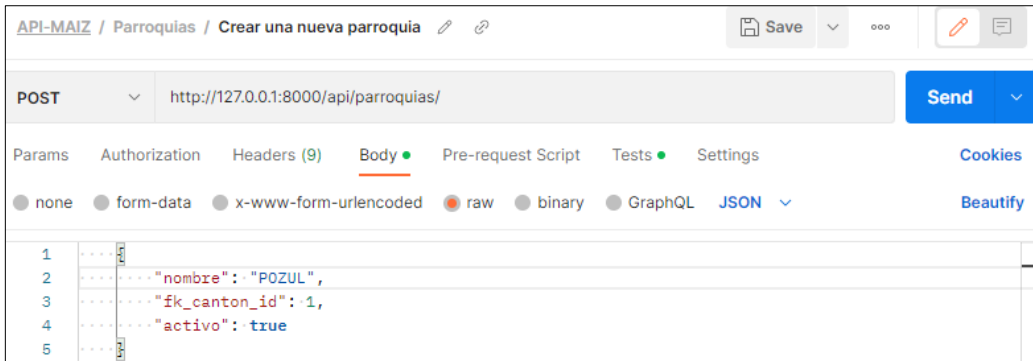 API-MAIZ / Parroquias / Crear una nueva parroquia Save
POST http://127.0.0.1:8000/api/parroquias/ Send
Params Authorization Headers (9) Body Pre-request Script Tests Settings Cookies
none form-data x-www-form-urlencoded raw binary GraphQL JSON Beautify
1 {
2 "nombre": "POZUL",
3 "fk_canton_id": 1,
4 "activo": true
5 }